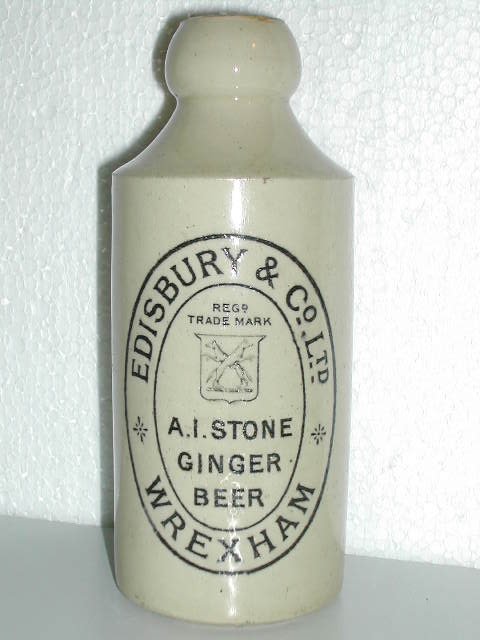 EDISBURY & CO. LTD
REGD
TRADE MARK
A.I. STONE
GINGER
BEER
WREXHAM